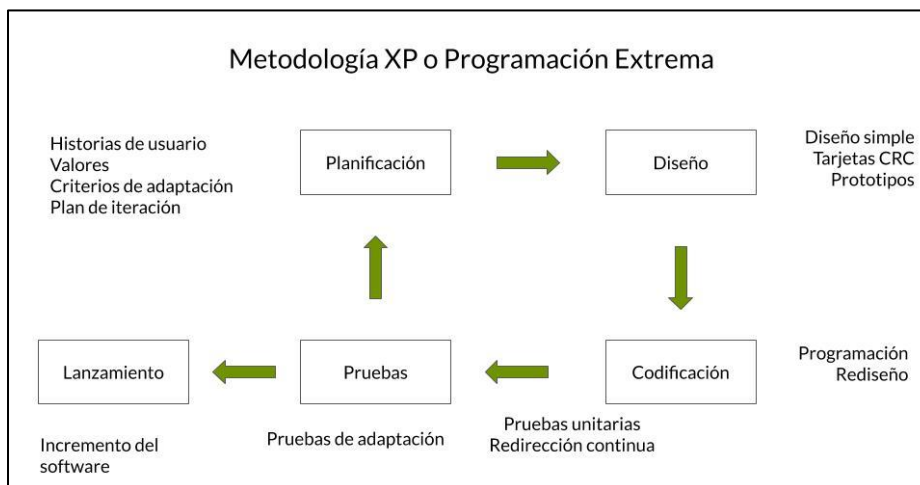 Metodología XP o Programación Extrema
Historias de usuario
Valores
Criterios de adaptación
Plan de iteración
Planificación
Diseño
Diseño simple
Tarjetas CRC
Prototipos
Lanzamiento
Pruebas
Codificación
Programación
Rediseño
Incremento del
software
Pruebas de adaptación
Pruebas unitarias
Redirección continua